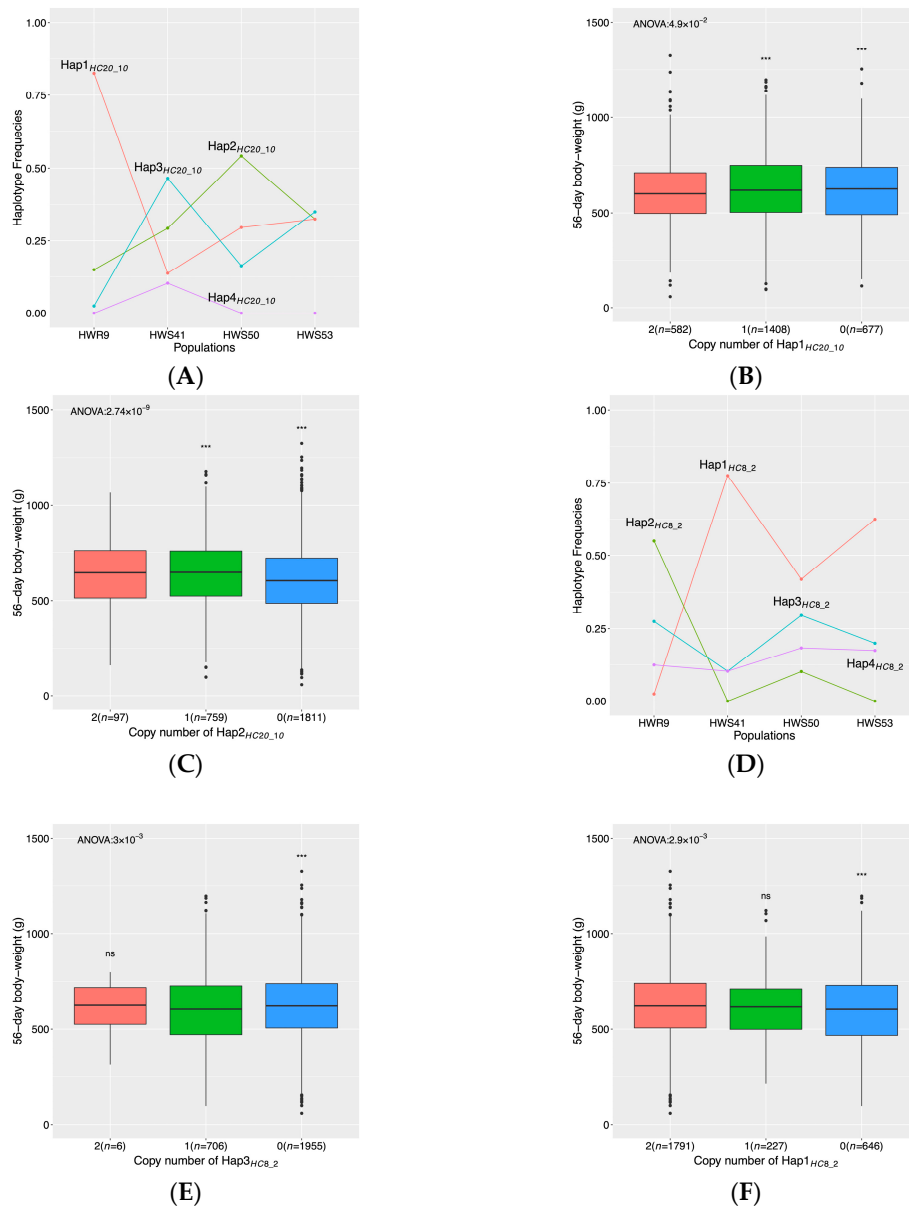 1.00
0.75
0.50
0.25
0.00
Haplotype Frequecies
Hap1HC20_10
Hap3HC20_10
Hap2HC20_10
Hap4HC20_10
HWR9 HWS41 HWS50 HWS53
Populations
(A)
1500
1000
500
0
56-day body-weight (g)
ANOVA:4.9×10⁻²
*** ***
2(n=582) 1(n=1408) 0(n=677)
Copy number of Hap1HC20_10
(B)
1500
1000
500
0
56-day body-weight (g)
ANOVA:2.74×10⁻⁹
*** ***
2(n=97) 1(n=759) 0(n=1811)
Copy number of Hap2HC20_10
(C)
1.00
0.75
0.50
0.25
0.00
Haplotype Frequecies
Hap1HC8_2
Hap2HC8_2
Hap3HC8_2
Hap4HC8_2
HWR9 HWS41 HWS50 HWS53
Populations
(D)
1500
1000
500
0
56-day body-weight (g)
ANOVA:3×10⁻³
ns ***
2(n=6) 1(n=706) 0(n=1955)
Copy number of Hap3HC8_2
(E)
1500
1000
500
0
56-day body-weight (g)
ANOVA:2.9×10⁻³
ns ***
2(n=1791) 1(n=227) 0(n=646)
Copy number of Hap1HC8_2
(F)